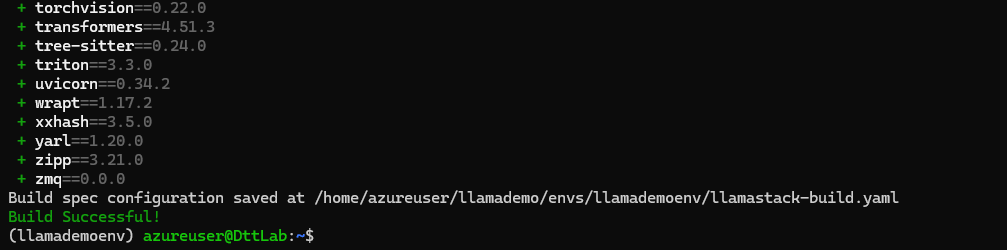 + torchvision==0.22.0
+ transformers==4.51.3
+ tree-sitter==0.24.0
+ triton==3.3.0
+ uvicorn==0.34.2
+ wrapt==1.17.2
+ xxhash==3.5.0
+ yarl==1.20.0
+ zipp==3.21.0
+ zmq==0.0.0
Build spec configuration saved at /home/azureuser/llamademo/envs/llamademoenv/llamastack-build.yaml
Build Successful!
(llamademoenv) azureuser@DttLab:~$